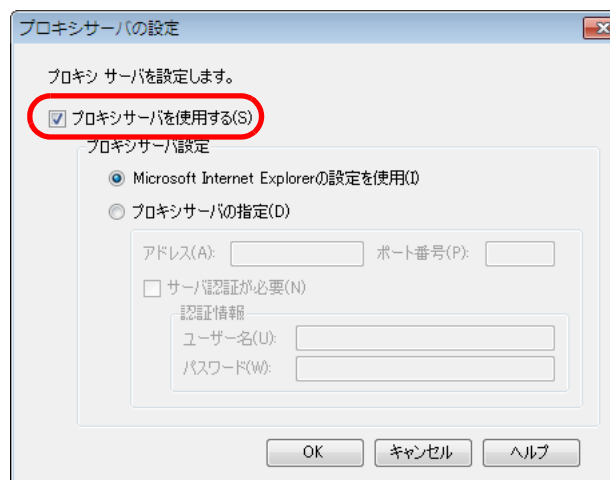 プロキシサーバの設定
プロキシ サーバを設定します。
プロキシサーバを使用する(S)
プロキシサーバ設定
Microsoft Internet Explorerの設定を使用(I)
プロキシサーバの指定(D)
アドレス(A): ポート番号(P):
サーバ認証が必要(N)
認証情報
ユーザー名(U):
パスワード(W):
OK キャンセル ヘルプ